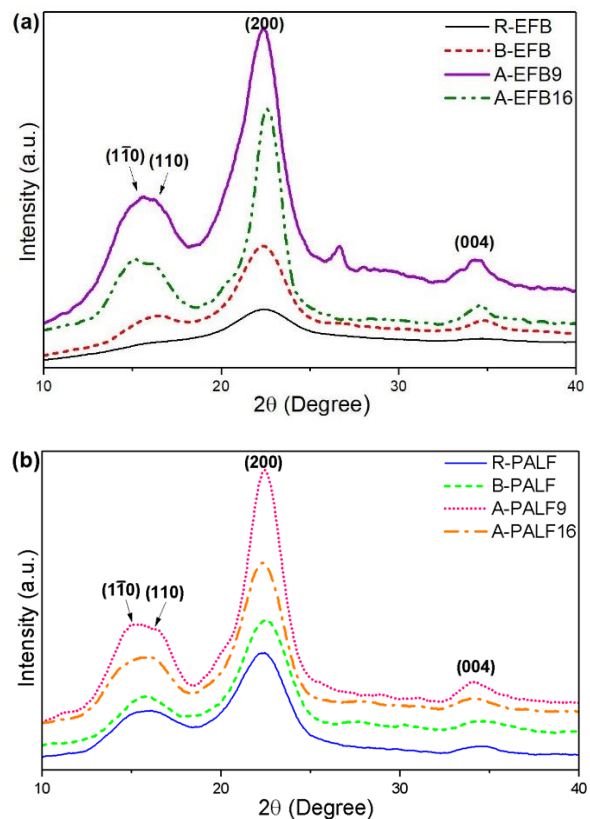 (a)
(200)
R-EFB
B-EFB
A-EFB9
A-EFB16
(11̅0)
(110)
(004)
Intensity (a.u.)
10
20
30
40
2θ (Degree)
(b)
(200)
R-PALF
B-PALF
A-PALF9
A-PALF16
(11̅0)
(110)
(004)
Intensity (a.u.)
10
20
30
40
2θ (Degree)